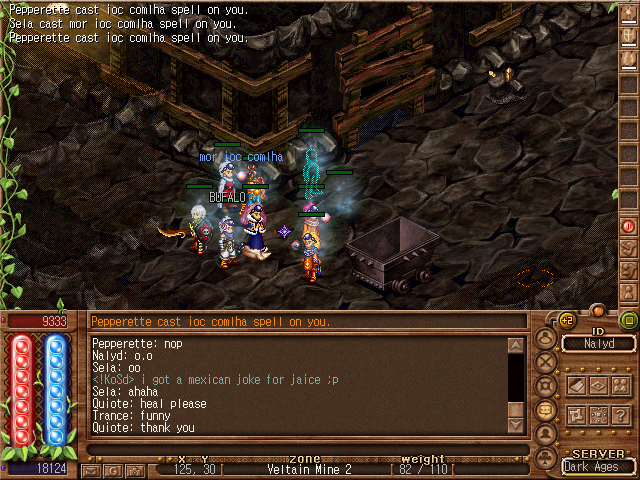 Pepperette cast ioc comlha spell on you.
Sela cast mor ioc comlha spell on you.
Pepperette cast ioc comlha spell on you.
mor ioc comlha
BUFALO
9333
Pepperette cast ioc comlha spell on you.
+2
ID
Nalyd
Pepperette: nop
Nalyd: o.o
Sela: oo
<!KoSd> i got a mexican joke for jaice ;p
Sela: ahaha
Quiote: heal please
Trance: funny
Quiote: thank you
?
X Y ZONE weight
18124
G
125, 30
Veltain Mine 2
82 / 110
SERVER
Dark Ages